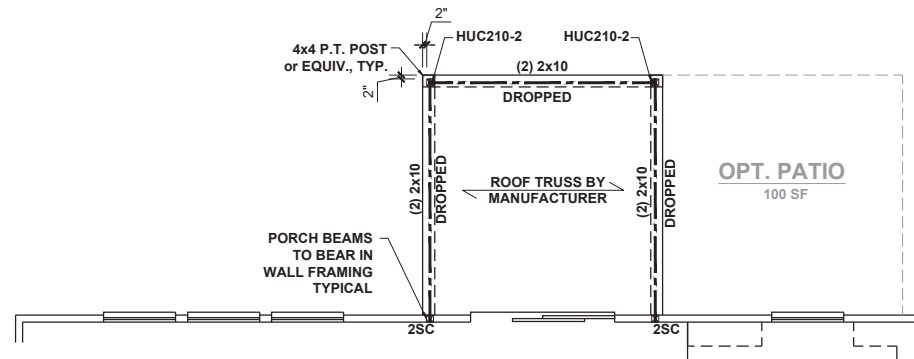 2"
HUC210-2
HUC210-2
4x4 P.T. POST
or EQUIV., TYP.
(2) 2x10
2"
DROPPED
(2) 2x10
DROPPED
ROOF TRUSS BY
MANUFACTURER
(2) 2x10
DROPPED
OPT. PATIO
100 SF
PORCH BEAMS
TO BEAR IN
WALL FRAMING
TYPICAL
2SC
2SC